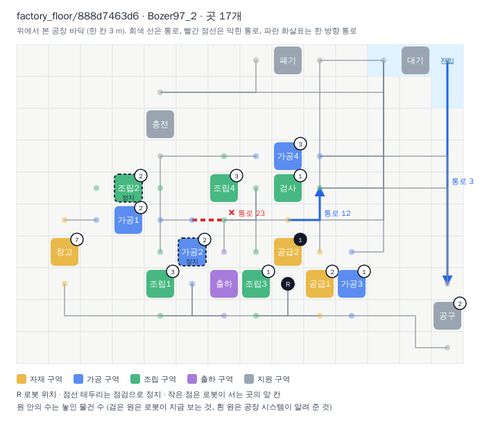 factory_floor/888d7463d6 · Bozer97_2 · 곳 17개
위에서 본 공장 바닥 (한 칸 3 m). 회색 선은 통로, 빨간 점선은 막힌 통로, 파란 화살표는 한 방향 통로
폐기 대기 전입
충전
3
가공4
2 3 1
조립2 조립4 검사
정지
통로 3
2
가공1 × 통로 23 통로 12
7 2 1
창고 가공2 공급2
정지
3 1 2 1
조립1 출하 조립3 R 공급1 가공3
2
공구
자재 구역 가공 구역 조립 구역 출하 구역 지원 구역
R 로봇 위치 · 점선 테두리는 점검으로 정지 · 작은 점은 로봇이 서는 곳의 앞 칸
원 안의 수는 놓인 물건 수 (검은 원은 로봇이 지금 보는 것, 흰 원은 공장 시스템이 알려 준 것)